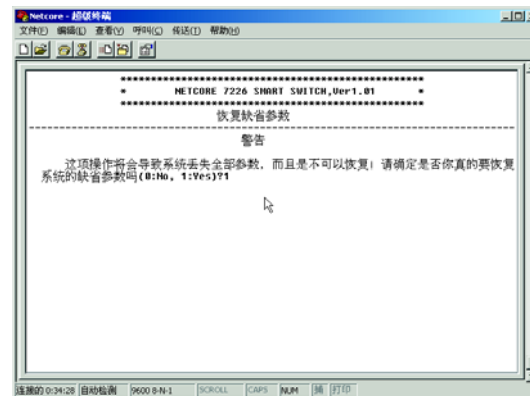 Netcore - 超级终端
文件(F) 编辑(E) 查看(V) 呼叫(C) 传送(T) 帮助(H)
************************************************
* NETCORE 7226 SMART SWITCH,Ver1.01 *
************************************************
恢复缺省参数
警告
这项操作将会导致系统丢失全部参数，而且是不可以恢复！请确定是否你真的要恢复
系统的缺省参数吗(0:No, 1:Yes)?1
连接的 0:34:28 自动检测 9600 8-N-1 SCROLL CAPS NUM 捕 打印